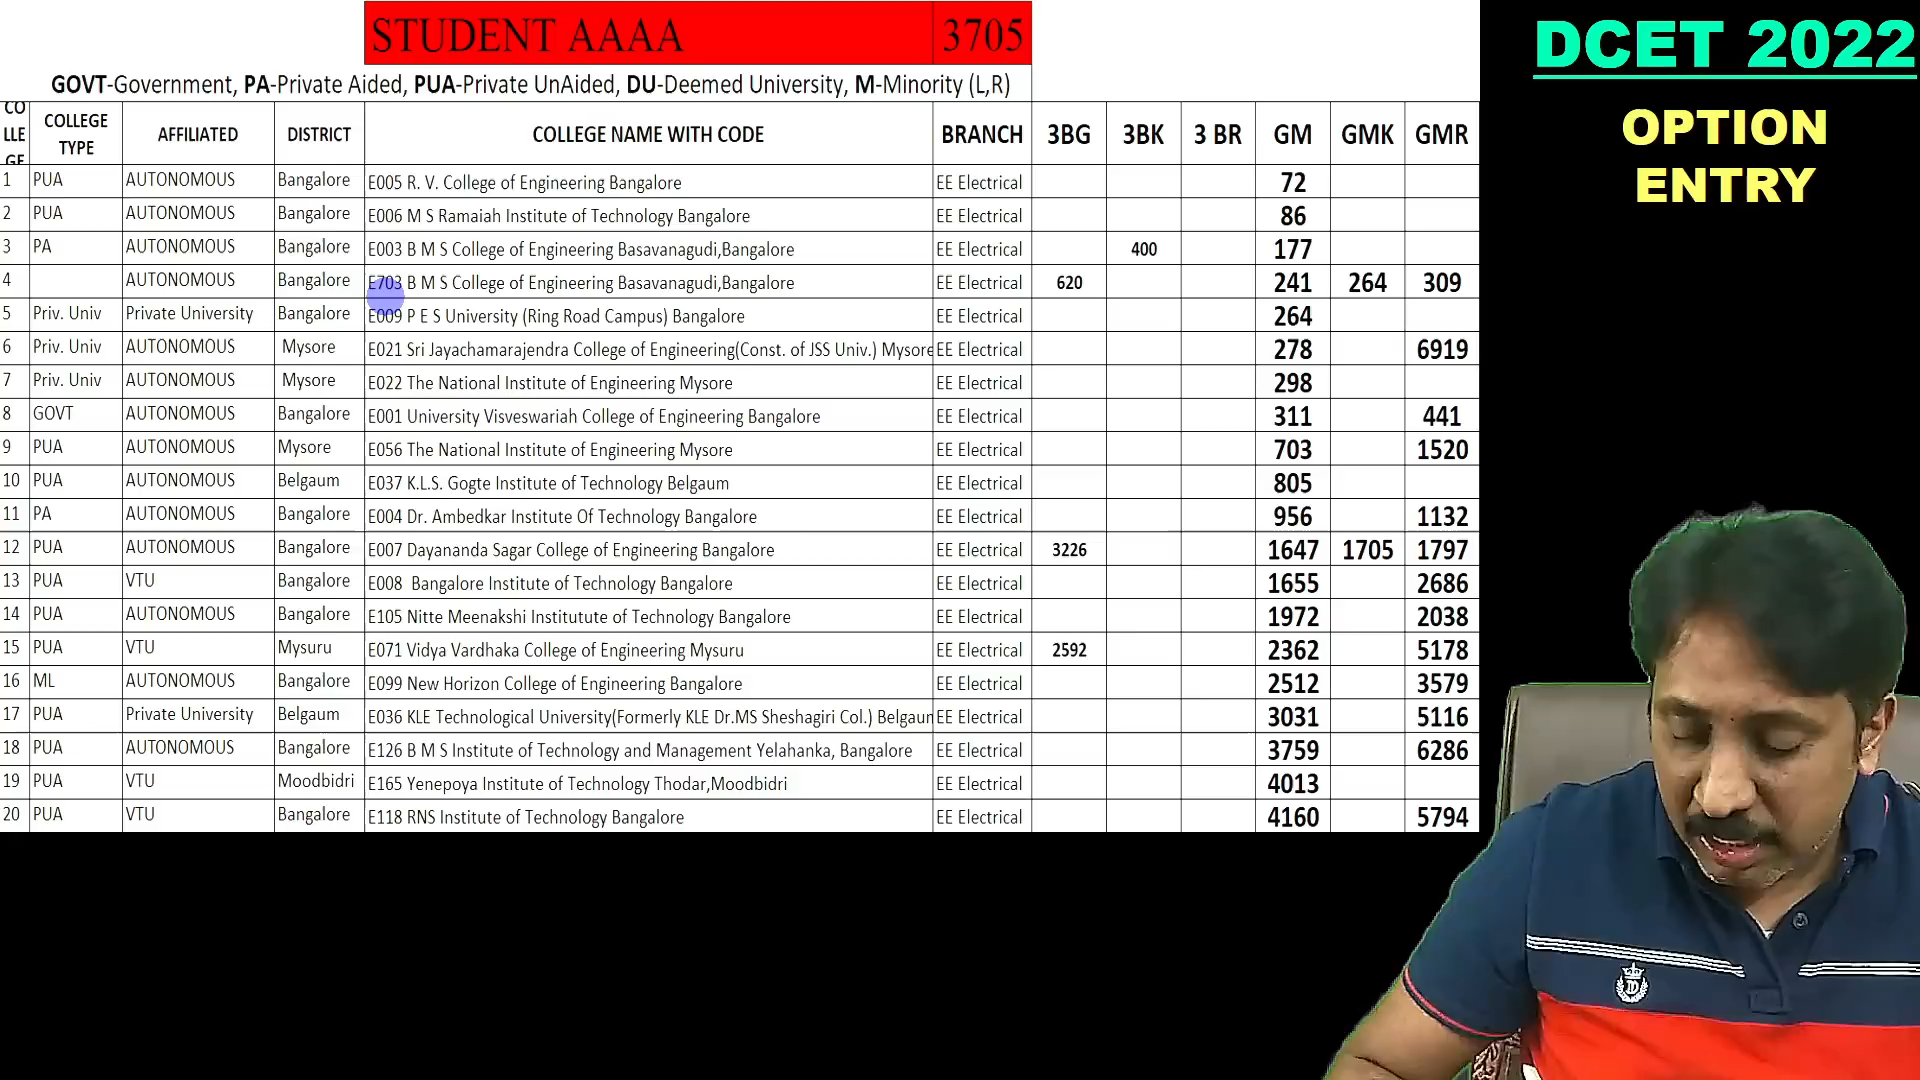 STUDENT AAAA 3705
DCET 2022
OPTION
ENTRY
GOVT-Government, PA-Private Aided, PUA-Private UnAided, DU-Deemed University, M-Minority (L,R)
COLLEGE COLLEGE TYPE AFFILIATED DISTRICT COLLEGE NAME WITH CODE BRANCH 3BG 3BK 3 BR GM GMK GMR
1 PUA AUTONOMOUS Bangalore E005 R. V. College of Engineering Bangalore EE Electrical 72
2 PUA AUTONOMOUS Bangalore E006 M S Ramaiah Institute of Technology Bangalore EE Electrical 86
3 PA AUTONOMOUS Bangalore E003 B M S College of Engineering Basavanagudi,Bangalore EE Electrical 400 177
4 AUTONOMOUS Bangalore E703 B M S College of Engineering Basavanagudi,Bangalore EE Electrical 620 241 264 309
5 Priv. Univ Private University Bangalore E009 P E S University (Ring Road Campus) Bangalore EE Electrical 264
6 Priv. Univ AUTONOMOUS Mysore E021 Sri Jayachamarajendra College of Engineering(Const. of JSS Univ.) Mysore EE Electrical 278 6919
7 Priv. Univ AUTONOMOUS Mysore E022 The National Institute of Engineering Mysore EE Electrical 298
8 GOVT AUTONOMOUS Bangalore E001 University Visveswariah College of Engineering Bangalore EE Electrical 311 441
9 PUA AUTONOMOUS Mysore E056 The National Institute of Engineering Mysore EE Electrical 703 1520
10 PUA AUTONOMOUS Belgaum E037 K.L.S. Gogte Institute of Technology Belgaum EE Electrical 805
11 PA AUTONOMOUS Bangalore E004 Dr. Ambedkar Institute Of Technology Bangalore EE Electrical 956 1132
12 PUA AUTONOMOUS Bangalore E007 Dayananda Sagar College of Engineering Bangalore EE Electrical 3226 1647 1705 1797
13 PUA VTU Bangalore E008 Bangalore Institute of Technology Bangalore EE Electrical 1655 2686
14 PUA AUTONOMOUS Bangalore E105 Nitte Meenakshi Institutute of Technology Bangalore EE Electrical 1972 2038
15 PUA VTU Mysuru E071 Vidya Vardhaka College of Engineering Mysuru EE Electrical 2592 2362 5178
16 ML AUTONOMOUS Bangalore E099 New Horizon College of Engineering Bangalore EE Electrical 2512 3579
17 PUA Private University Belgaum E036 KLE Technological University(Formerly KLE Dr.MS Sheshagiri Col.) Belgaum EE Electrical 3031 5116
18 PUA AUTONOMOUS Bangalore E126 B M S Institute of Technology and Management Yelahanka, Bangalore EE Electrical 3759 6286
19 PUA VTU Moodbidri E165 Yenepoya Institute of Technology Thodar,Moodbidri EE Electrical 4013
20 PUA VTU Bangalore E118 RNS Institute of Technology Bangalore EE Electrical 4160 5794